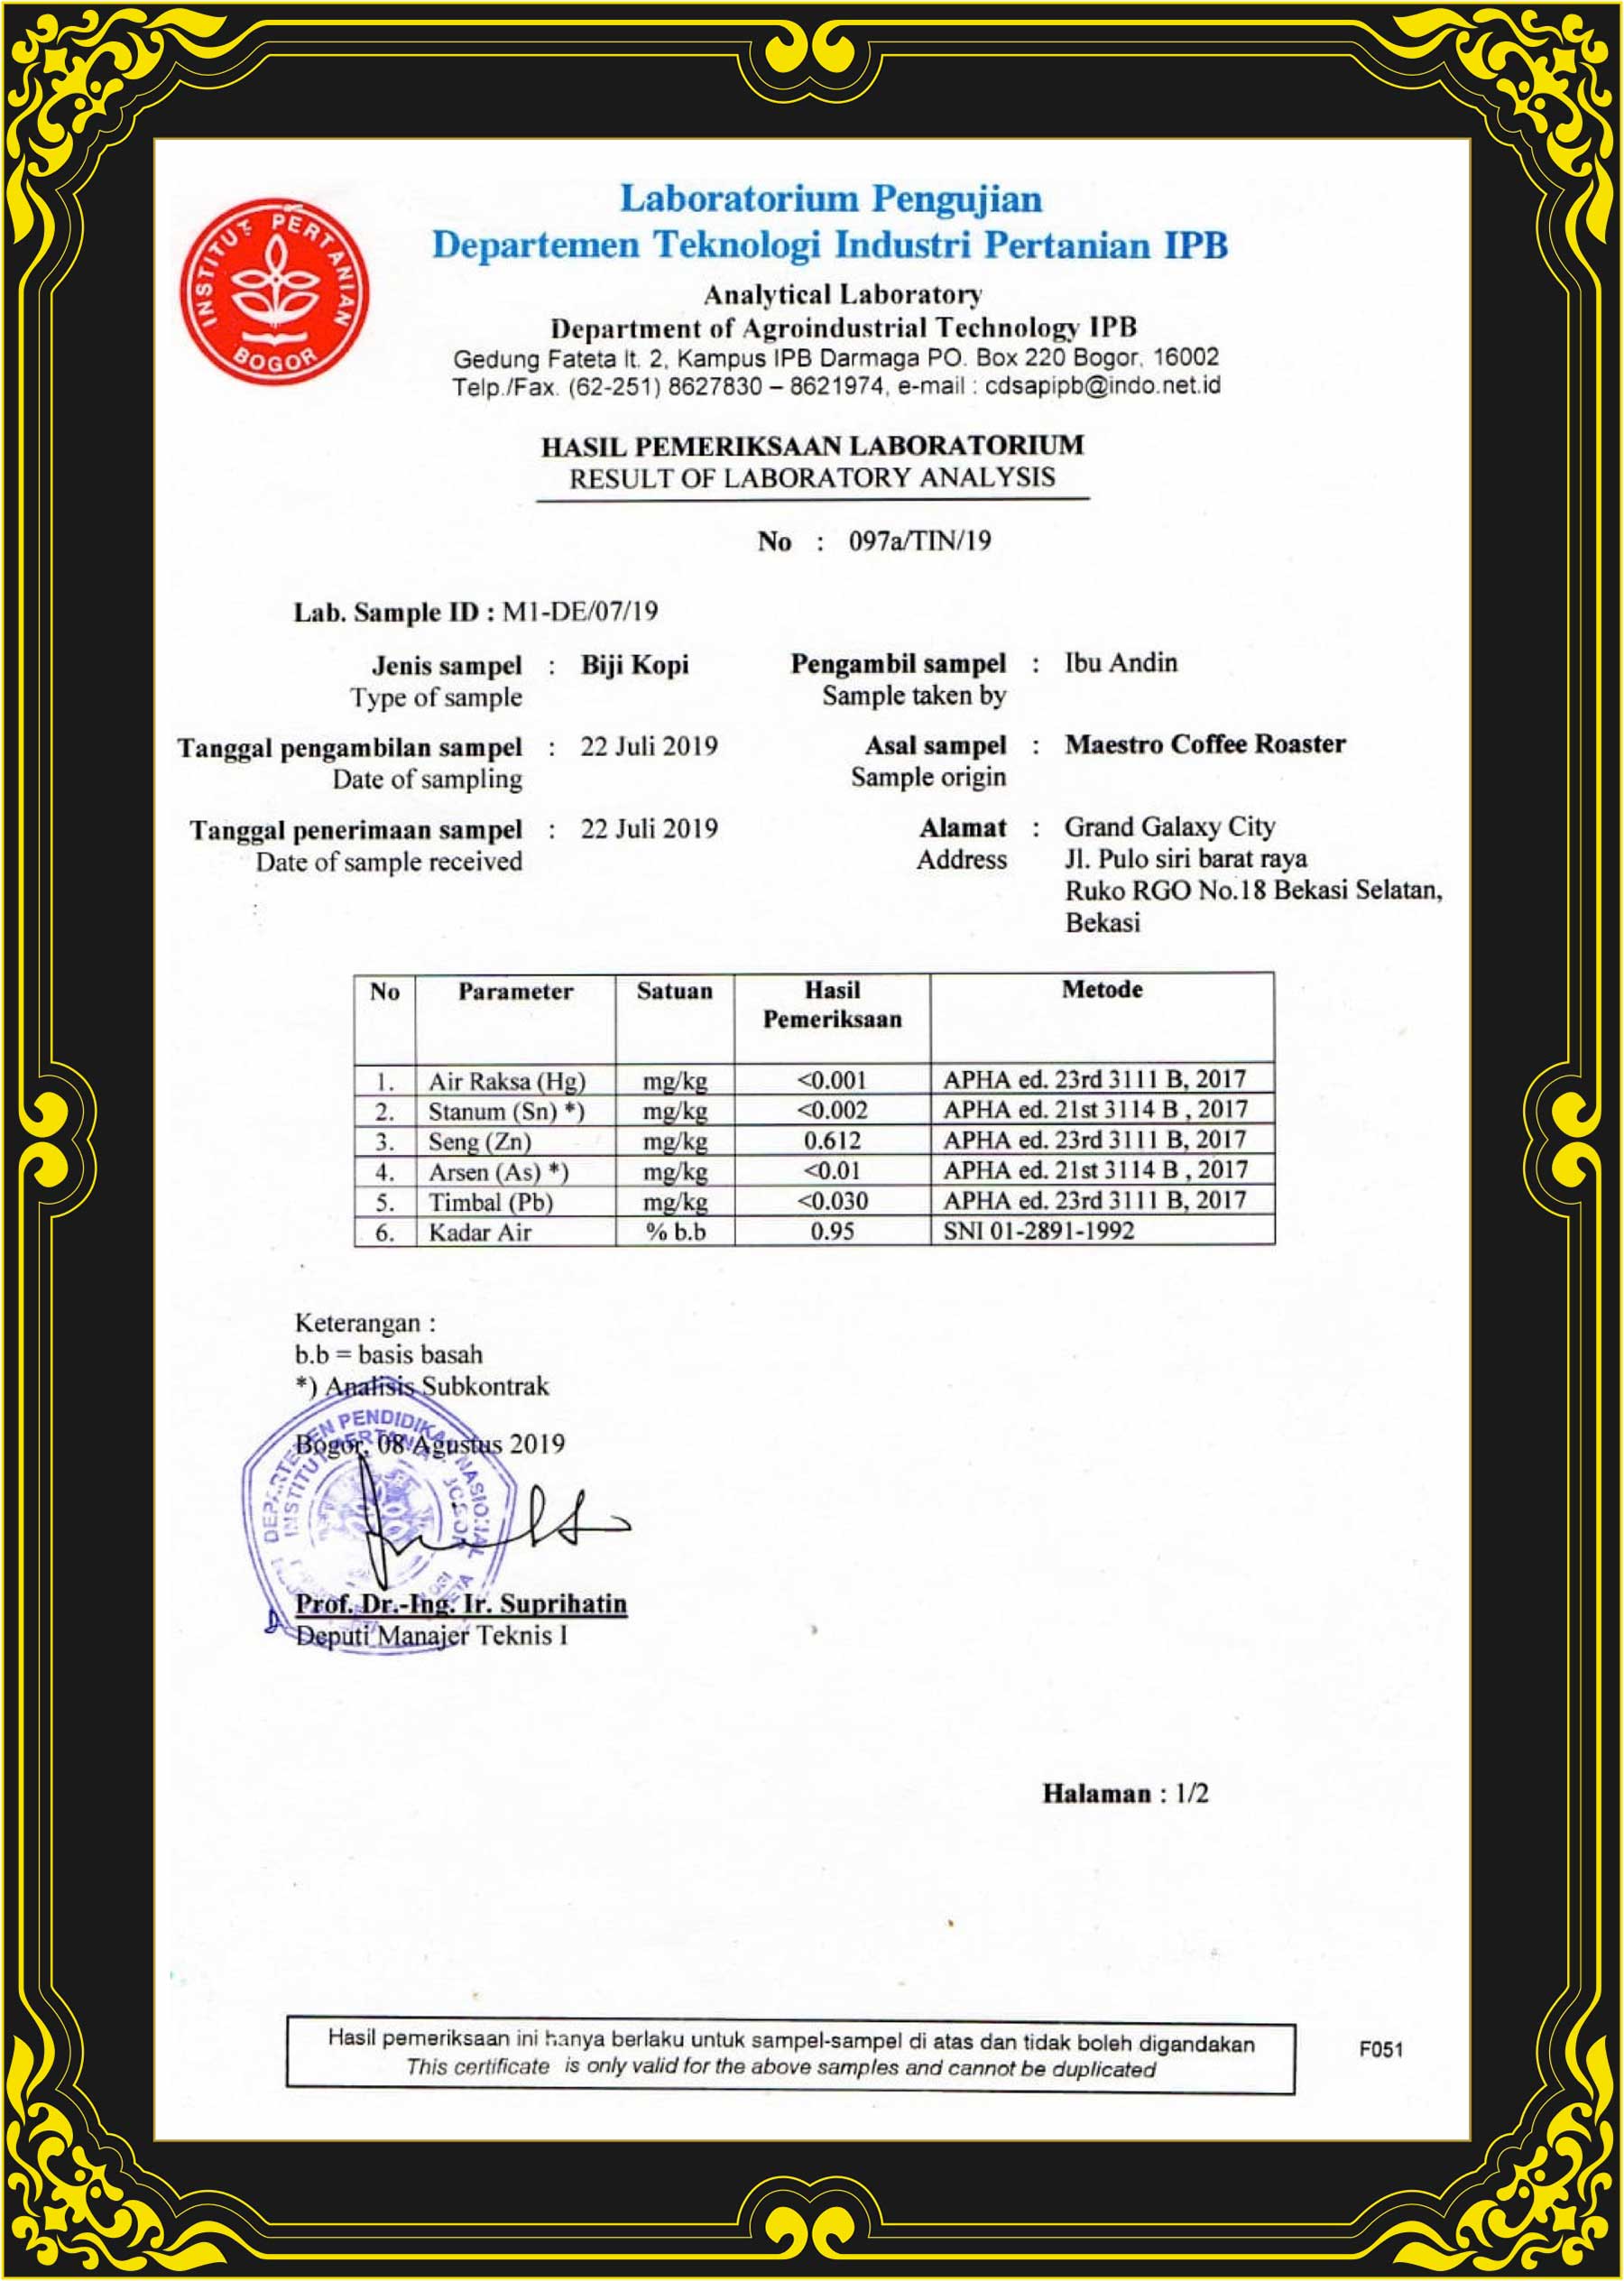 INSTITUT PERTANIAN
BOGOR
Laboratorium Pengujian
Departemen Teknologi Industri Pertanian IPB
Analytical Laboratory
Department of Agroindustrial Technology IPB
Gedung Fateta lt. 2, Kampus IPB Darmaga PO. Box 220 Bogor, 16002
Telp./Fax. (62-251) 8627830 – 8621974, e-mail : cdsapipb@indo.net.id
HASIL PEMERIKSAAN LABORATORIUM
RESULT OF LABORATORY ANALYSIS
No : 097a/TIN/19
Lab. Sample ID : M1-DE/07/19
Jenis sampel : Biji Kopi
Type of sample
Pengambil sampel : Ibu Andin
Sample taken by
Tanggal pengambilan sampel : 22 Juli 2019
Date of sampling
Asal sampel : Maestro Coffee Roaster
Sample origin
Tanggal penerimaan sampel : 22 Juli 2019
Date of sample received
Alamat : Grand Galaxy City
Address Jl. Pulo siri barat raya
Ruko RGO No.18 Bekasi Selatan,
Bekasi
No Parameter Satuan Hasil Pemeriksaan Metode
1. Air Raksa (Hg) mg/kg <0.001 APHA ed. 23rd 3111 B, 2017
2. Stanum (Sn) *) mg/kg <0.002 APHA ed. 21st 3114 B , 2017
3. Seng (Zn) mg/kg 0.612 APHA ed. 23rd 3111 B, 2017
4. Arsen (As) *) mg/kg <0.01 APHA ed. 21st 3114 B , 2017
5. Timbal (Pb) mg/kg <0.030 APHA ed. 23rd 3111 B, 2017
6. Kadar Air % b.b 0.95 SNI 01-2891-1992
Keterangan :
b.b = basis basah
*) Analisis Subkontrak
DEPARTEMEN PENDIDIKAN NASIONAL
INSTITUT PERTANIAN BOGOR
Bogor, 08 Agustus 2019
Prof. Dr.-Ing. Ir. Suprihatin
Deputi Manajer Teknis I
Halaman : 1/2
Hasil pemeriksaan ini hanya berlaku untuk sampel-sampel di atas dan tidak boleh digandakan
This certificate is only valid for the above samples and cannot be duplicated
F051